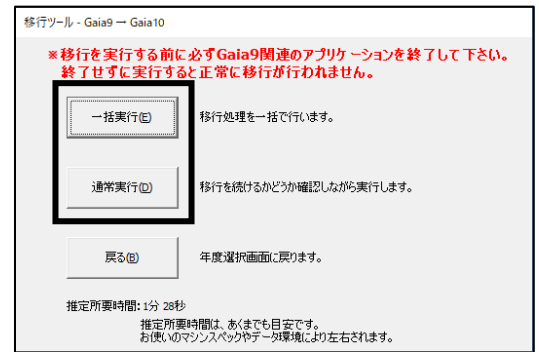 移行ツール - Gaia9 → Gaia10
※移行を実行する前に必ずGaia9関連のアプリケーションを終了して下さい。
終了せずに実行すると正常に移行が行われません。
一括実行(E)
移行処理を一括で行います。
通常実行(D)
移行を続けるかどうか確認しながら実行します。
戻る(B)
年度選択画面に戻ります。
推定所要時間: 1分 28秒
推定所要時間は、あくまでも目安です。
お使いのマシンスペックやデータ環境により左右されます。